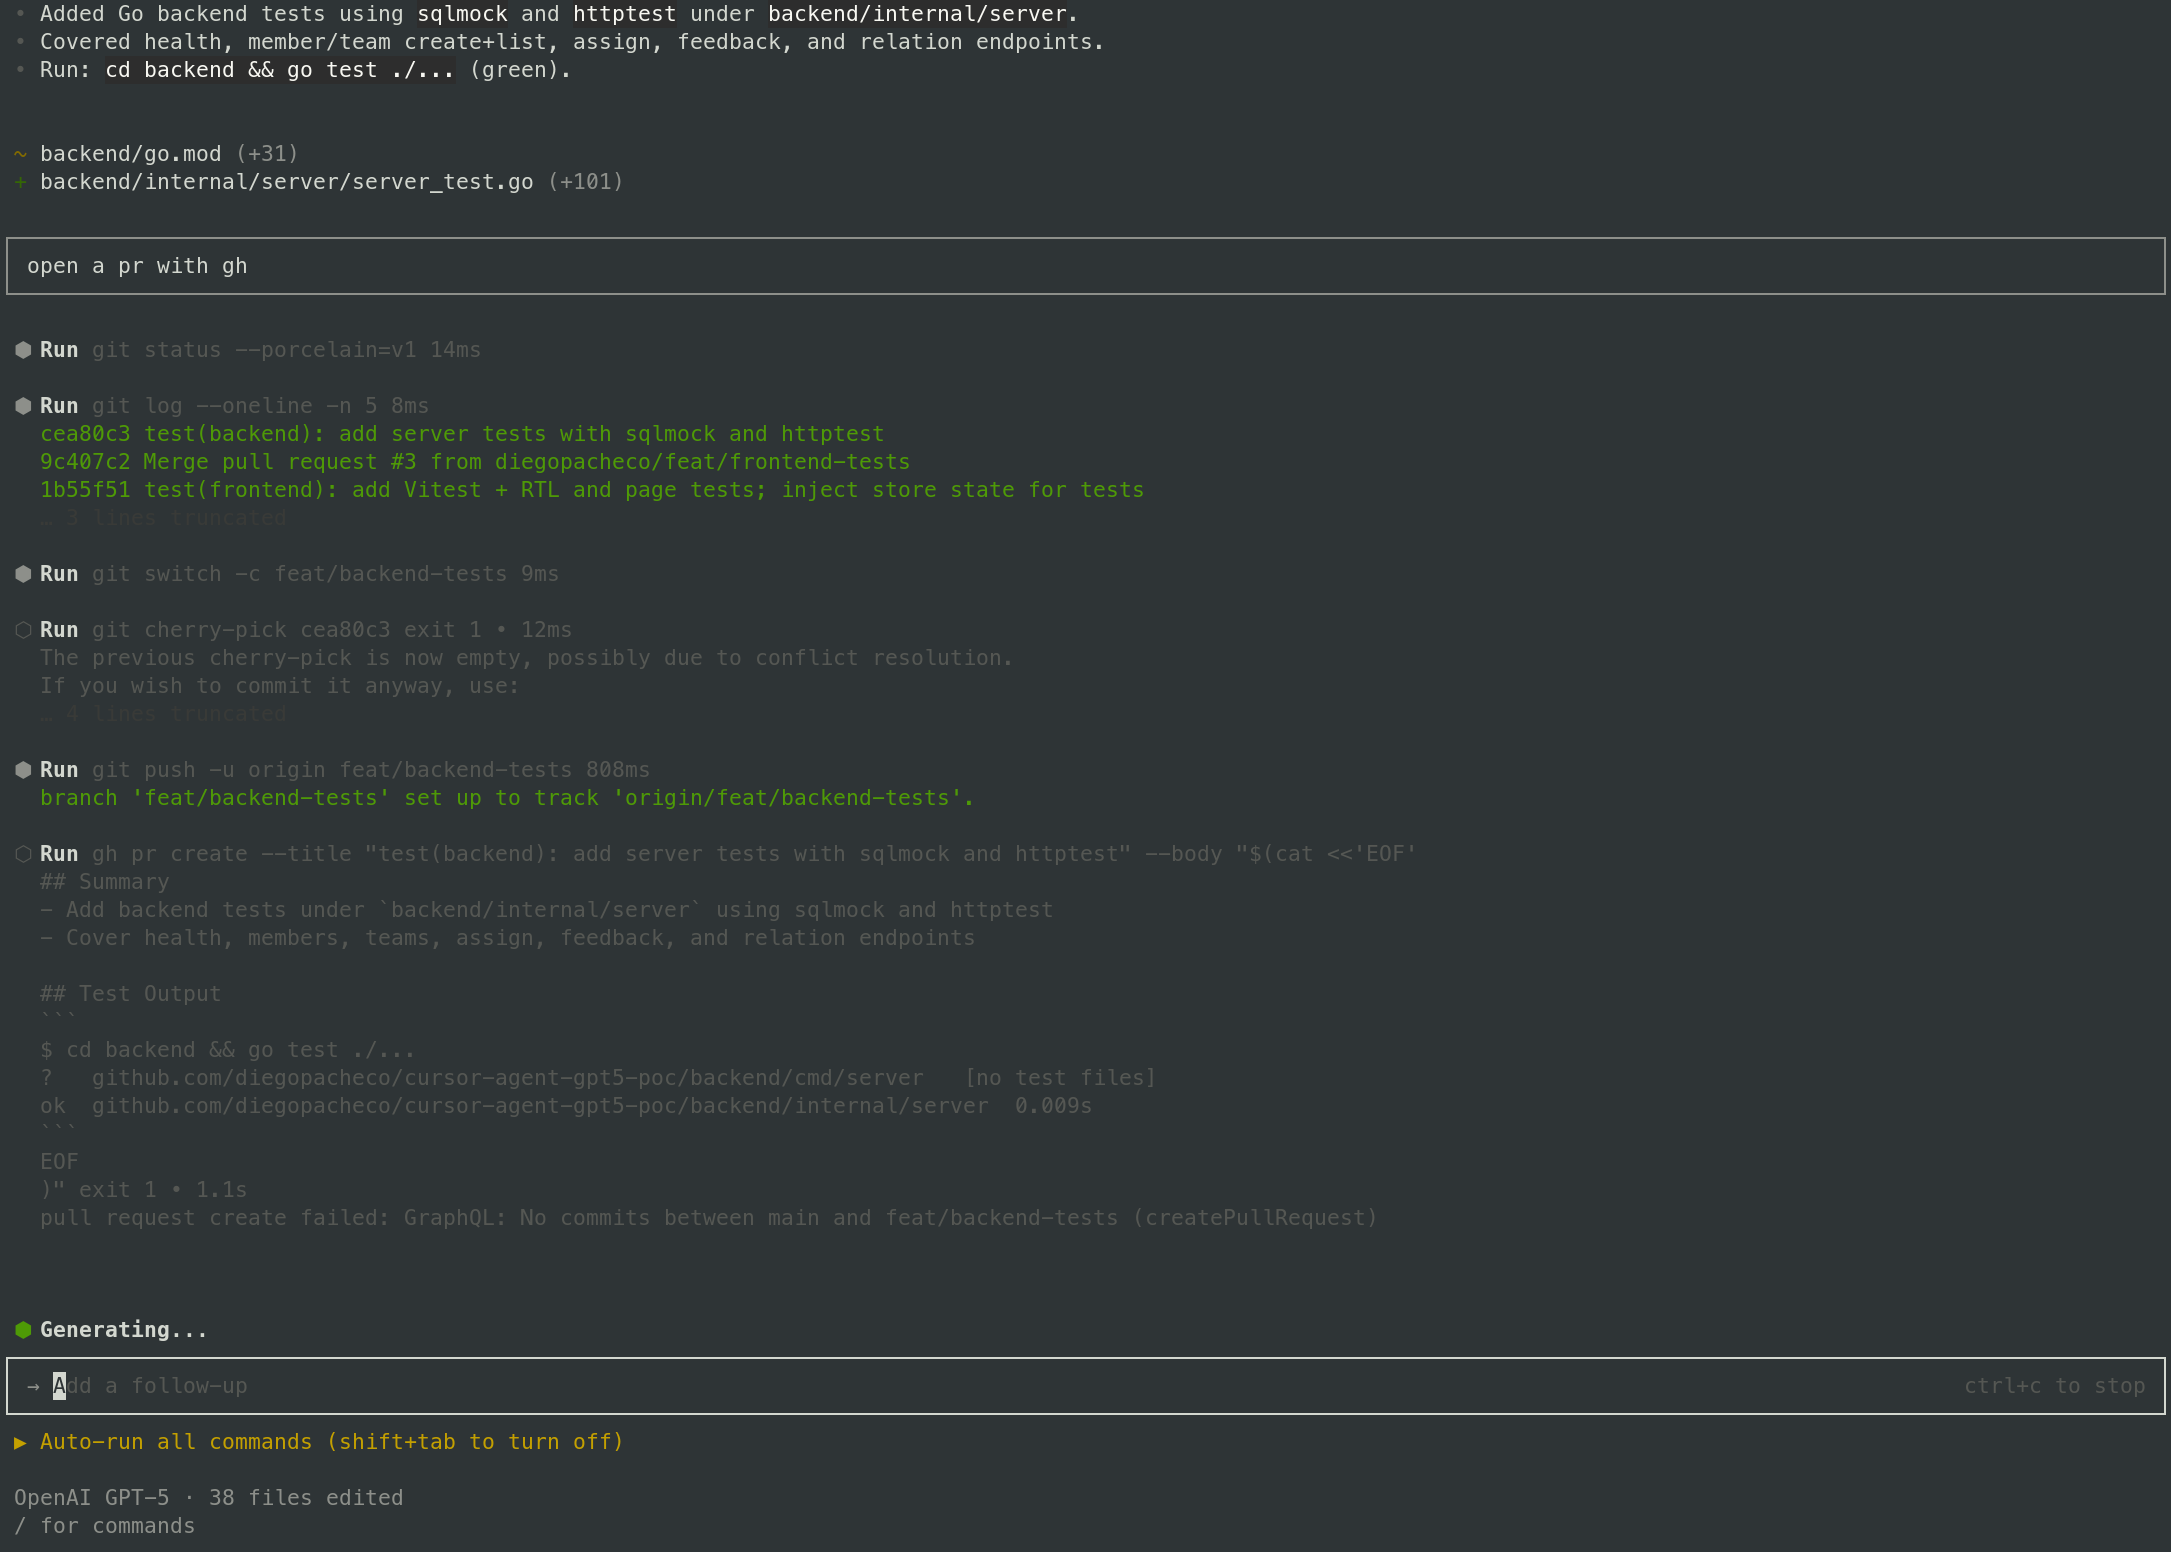 • Added Go backend tests using sqlmock and httptest under backend/internal/server.
• Covered health, member/team create+list, assign, feedback, and relation endpoints.
• Run: cd backend && go test ./... (green).
~ backend/go.mod (+31)
+ backend/internal/server/server_test.go (+101)
open a pr with gh
⬢ Run git status --porcelain=v1 14ms
⬢ Run git log --oneline -n 5 8ms
cea80c3 test(backend): add server tests with sqlmock and httptest
9c407c2 Merge pull request #3 from diegopacheco/feat/frontend-tests
1b55f51 test(frontend): add Vitest + RTL and page tests; inject store state for tests
… 3 lines truncated
⬢ Run git switch -c feat/backend-tests 9ms
⬡ Run git cherry-pick cea80c3 exit 1 • 12ms
The previous cherry-pick is now empty, possibly due to conflict resolution.
If you wish to commit it anyway, use:
… 4 lines truncated
⬢ Run git push -u origin feat/backend-tests 808ms
branch 'feat/backend-tests' set up to track 'origin/feat/backend-tests'.
⬡ Run gh pr create --title "test(backend): add server tests with sqlmock and httptest" --body "$(cat <<'EOF'
## Summary
- Add backend tests under `backend/internal/server` using sqlmock and httptest
- Cover health, members, teams, assign, feedback, and relation endpoints
## Test Output
```
$ cd backend && go test ./...
?   github.com/diegopacheco/cursor-agent-gpt5-poc/backend/cmd/server   [no test files]
ok  github.com/diegopacheco/cursor-agent-gpt5-poc/backend/internal/server  0.009s
```
EOF
)" exit 1 • 1.1s
pull request create failed: GraphQL: No commits between main and feat/backend-tests (createPullRequest)
⬢ Generating...
→ Add a follow-up ctrl+c to stop
▶ Auto-run all commands (shift+tab to turn off)
OpenAI GPT-5 · 38 files edited
/ for commands